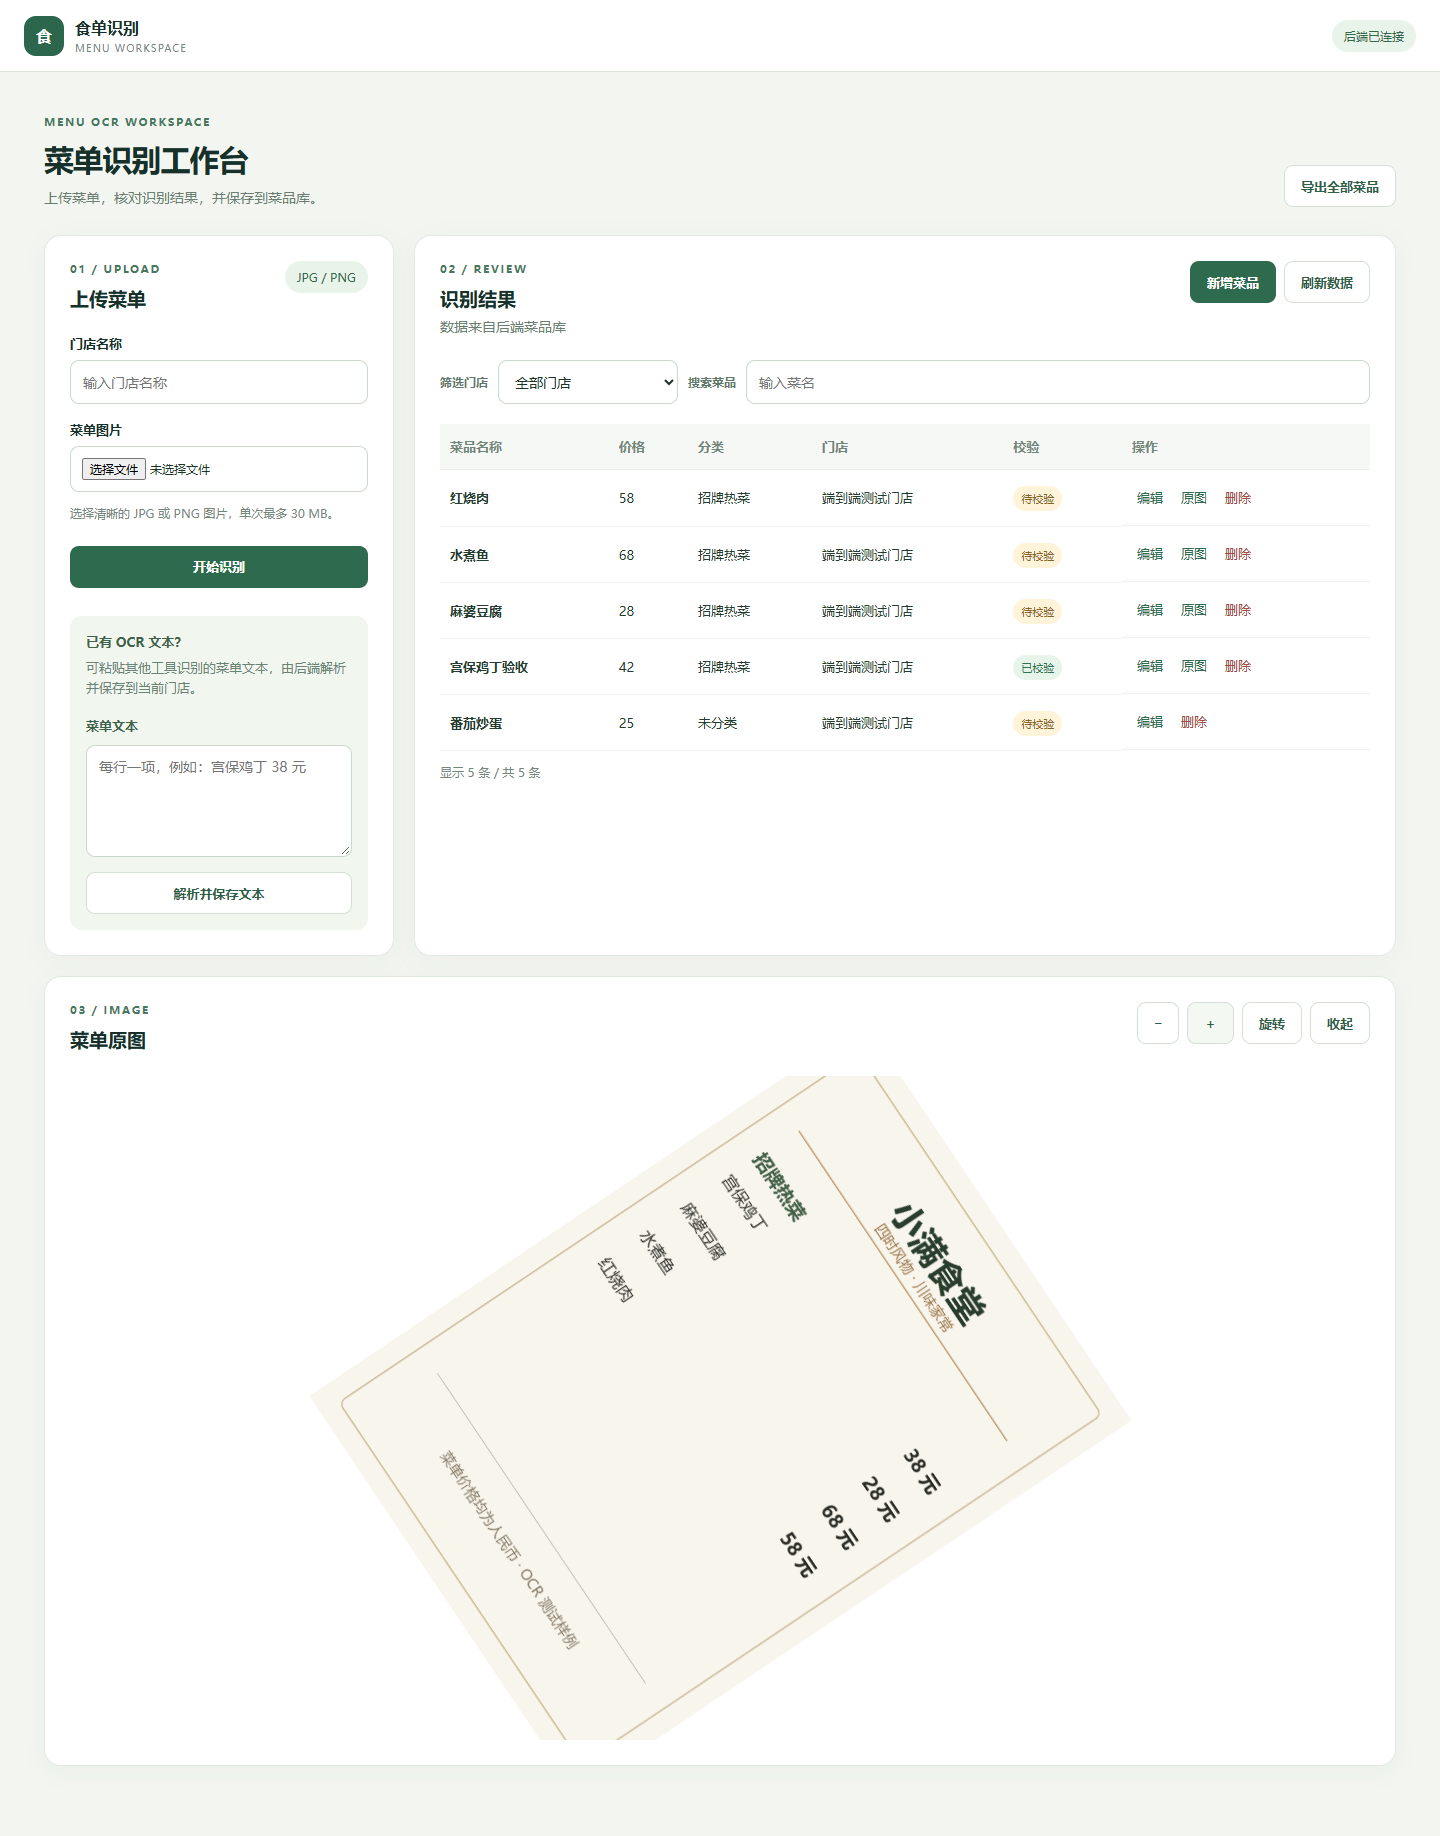 食
食单识别
MENU WORKSPACE
后端已连接
MENU OCR WORKSPACE
菜单识别工作台
上传菜单，核对识别结果，并保存到菜品库。
导出全部菜品
01 / UPLOAD
上传菜单
JPG / PNG
门店名称
输入门店名称
菜单图片
选择文件 未选择文件
选择清晰的 JPG 或 PNG 图片，单次最多 30 MB。
开始识别
已有 OCR 文本？
可粘贴其他工具识别的菜单文本，由后端解析
并保存到当前门店。
菜单文本
每行一项，例如：宫保鸡丁 38 元
解析并保存文本
02 / REVIEW
识别结果
数据来自后端菜品库
新增菜品 刷新数据
筛选门店 全部门店 搜索菜品 输入菜名
菜品名称 价格 分类 门店 校验 操作
红烧肉 58 招牌热菜 端到端测试门店 待校验 编辑 原图 删除
水煮鱼 68 招牌热菜 端到端测试门店 待校验 编辑 原图 删除
麻婆豆腐 28 招牌热菜 端到端测试门店 待校验 编辑 原图 删除
宫保鸡丁验收 42 招牌热菜 端到端测试门店 已校验 编辑 原图 删除
番茄炒蛋 25 未分类 端到端测试门店 待校验 编辑 删除
显示 5 条 / 共 5 条
03 / IMAGE
菜单原图
− + 旋转 收起
小满食堂
四时风物 · 川味家常
招牌热菜
宫保鸡丁 38 元
麻婆豆腐 28 元
水煮鱼 68 元
红烧肉 58 元
菜单价格均为人民币 · OCR 测试样例